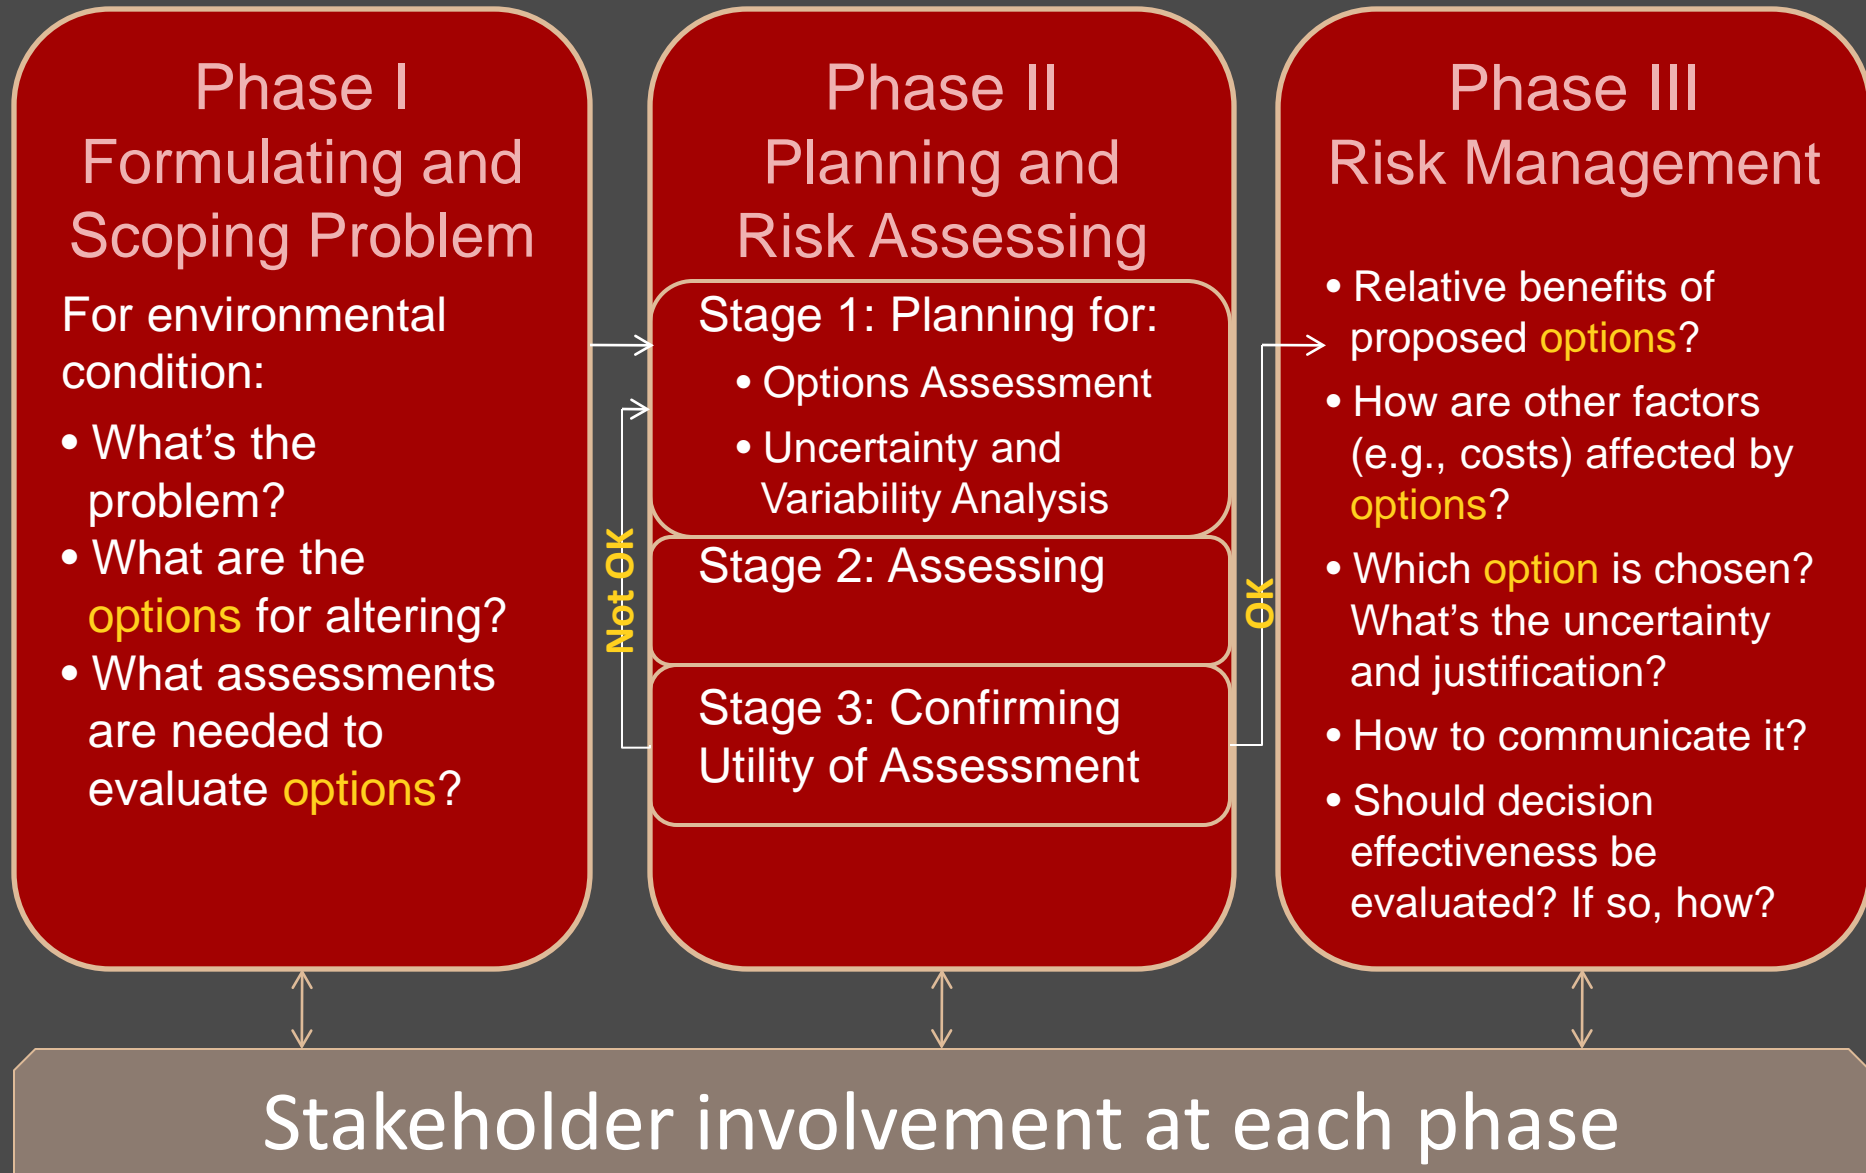 Phase I
Formulating and
Scoping Problem
For environmental
condition:
• What's the
problem?
• What are the
options for altering?
• What assessments
are needed to
evaluate options?
Not OK
Phase II
Planning and
Risk Assessing
Stage 1: Planning for:
• Options Assessment
• Uncertainty and
Variability Analysis
Stage 2: Assessing
Stage 3: Confirming
Utility of Assessment
OK
Phase III
Risk Management
• Relative benefits of
proposed options?
• How are other factors
(e.g., costs) affected by
options?
• Which option is chosen?
What's the uncertainty
and justification?
• How to communicate it?
• Should decision
effectiveness be
evaluated? If so, how?
Stakeholder involvement at each phase